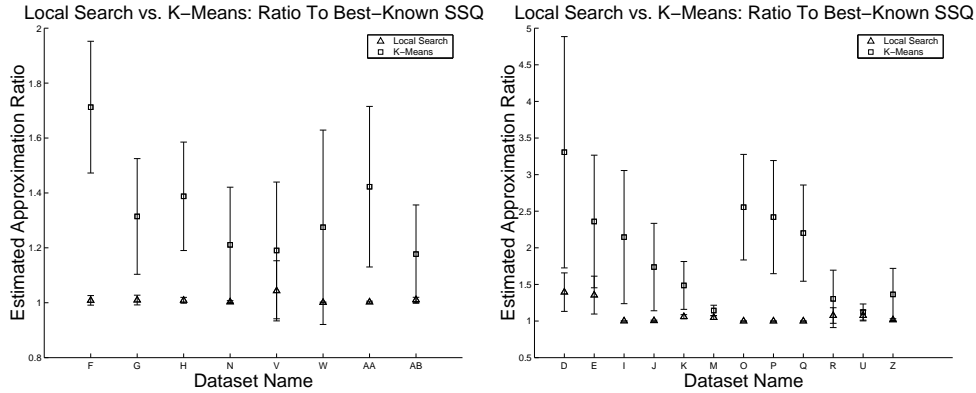 Local Search vs. K−Means: Ratio To Best−Known SSQ
Local Search
K−Means
Estimated Approximation Ratio
2
1.8
1.6
1.4
1.2
1
0.8
F G H N V W AA AB
Dataset Name
Local Search vs. K−Means: Ratio To Best−Known SSQ
Local Search
K−Means
Estimated Approximation Ratio
5
4.5
4
3.5
3
2.5
2
1.5
1
0.5
D E I J K M O P Q R U Z
Dataset Name